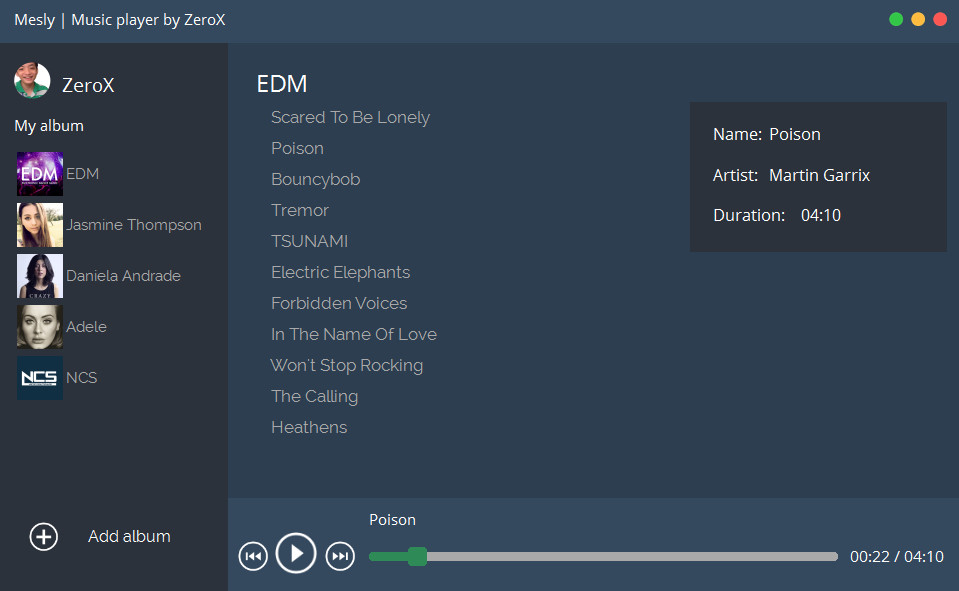 Mesly | Music player by ZeroX
ZeroX
My album
EDM
EDM
Jasmine Thompson
CRAZY
Daniela Andrade
Adele
NCS
NCS
Add album
EDM
Scared To Be Lonely
Poison
Bouncybob
Tremor
TSUNAMI
Electric Elephants
Forbidden Voices
In The Name Of Love
Won't Stop Rocking
The Calling
Heathens
Name: Poison
Artist: Martin Garrix
Duration: 04:10
Poison
00:22 / 04:10